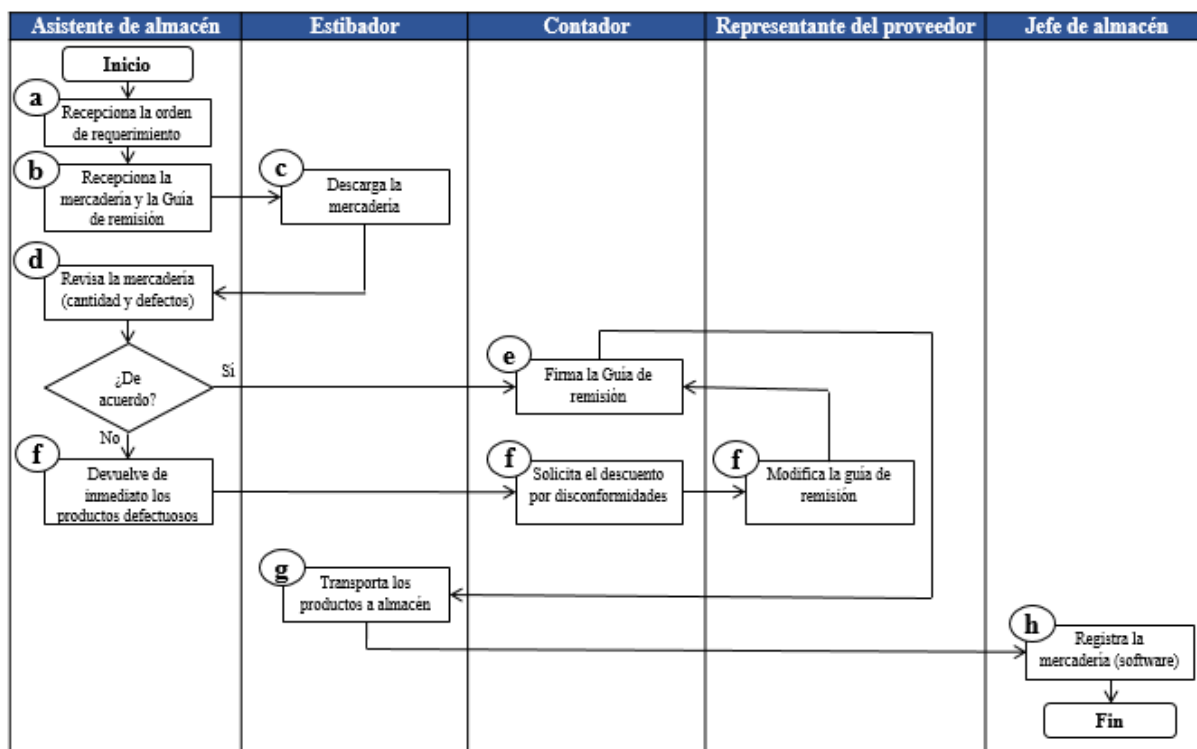 Asistente de almacén
Estibador
Contador
Representante del proveedor
Jefe de almacén
Inicio
a
Recepciona la orden
de requerimiento
b
Recepciona la
mercadería y la Guía
de remisión
c
Descarga la
mercadería
d
Revisa la mercadería
(cantidad y defectos)
¿De
acuerdo?
Si
No
e
Firma la Guía de
remisión
f
Devuelve de
inmediato los
productos defectuosos
f
Solicita el descuento
por disconformidades
f
Modifica la guía de
remisión
g
Transporta los
productos a almacén
h
Registra la
mercadería (software)
Fin